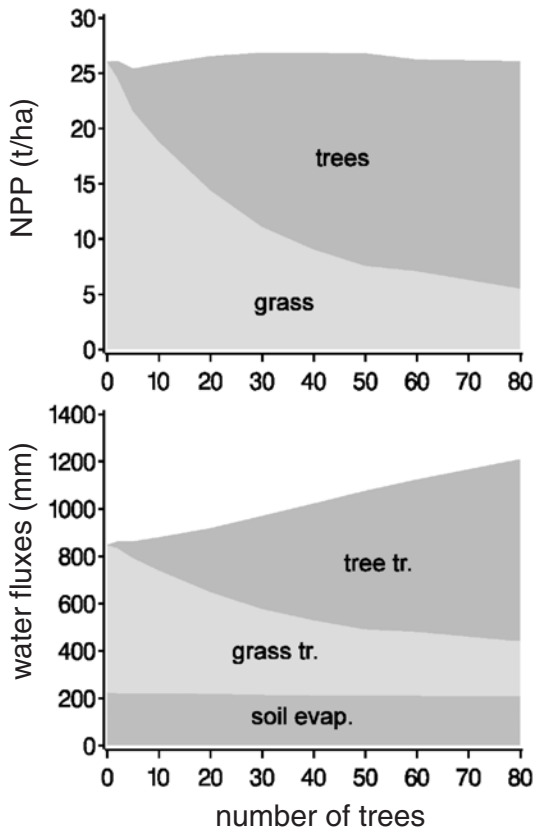 30
25
20
15
10
5
0
NPP (t/ha)
trees
grass
0 10 20 30 40 50 60 70 80
1400
1200
1000
800
600
400
200
0
water fluxes (mm)
tree tr.
grass tr.
soil evap.
0 10 20 30 40 50 60 70 80
number of trees